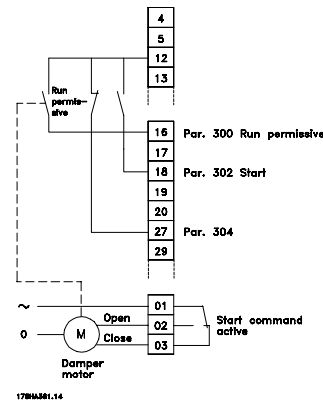 4
5
12
13
Run
permis-
sive
16 Par. 300 Run permissive
17
18 Par. 302 Start
19
20
27 Par. 304
29
~ 01
Open 02 Start command
active
0 M Close 03
Damper
motor
175HA381.14